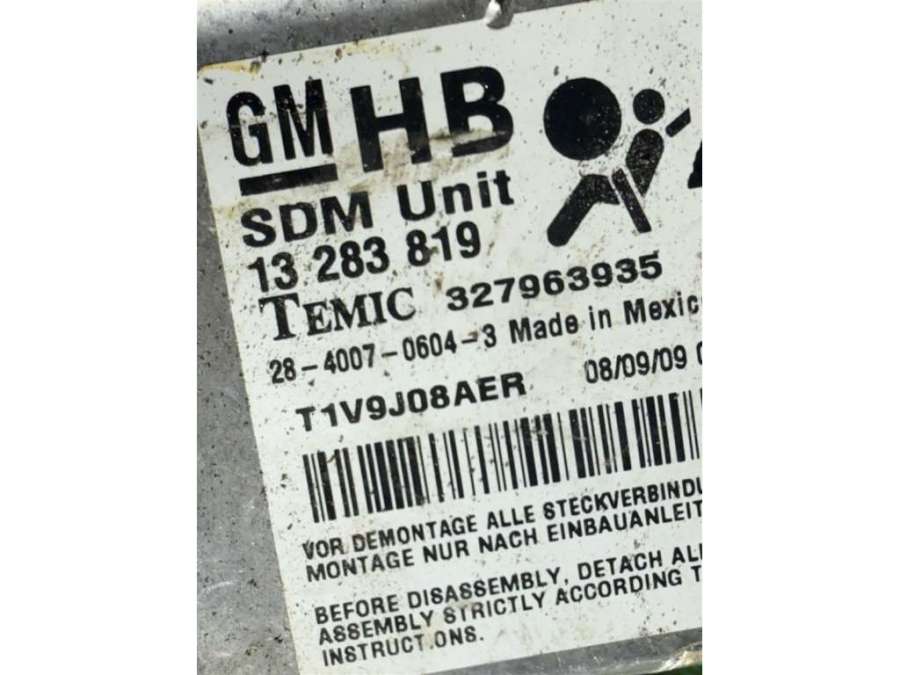 GM HB
SDM Unit
13 283 819
TEMIC 327963935
28-4007-0604-3 Made in Mexic
T1V9J08AER 08/09/09
VOR DEMONTAGE ALLE STECKVERBINDU
MONTAGE NUR NACH EINBAUANLEIT
BEFORE DISASSEMBLY, DETACH ALL
ASSEMBLY STRICTLY ACCORDING T
INSTRUCTIONS.